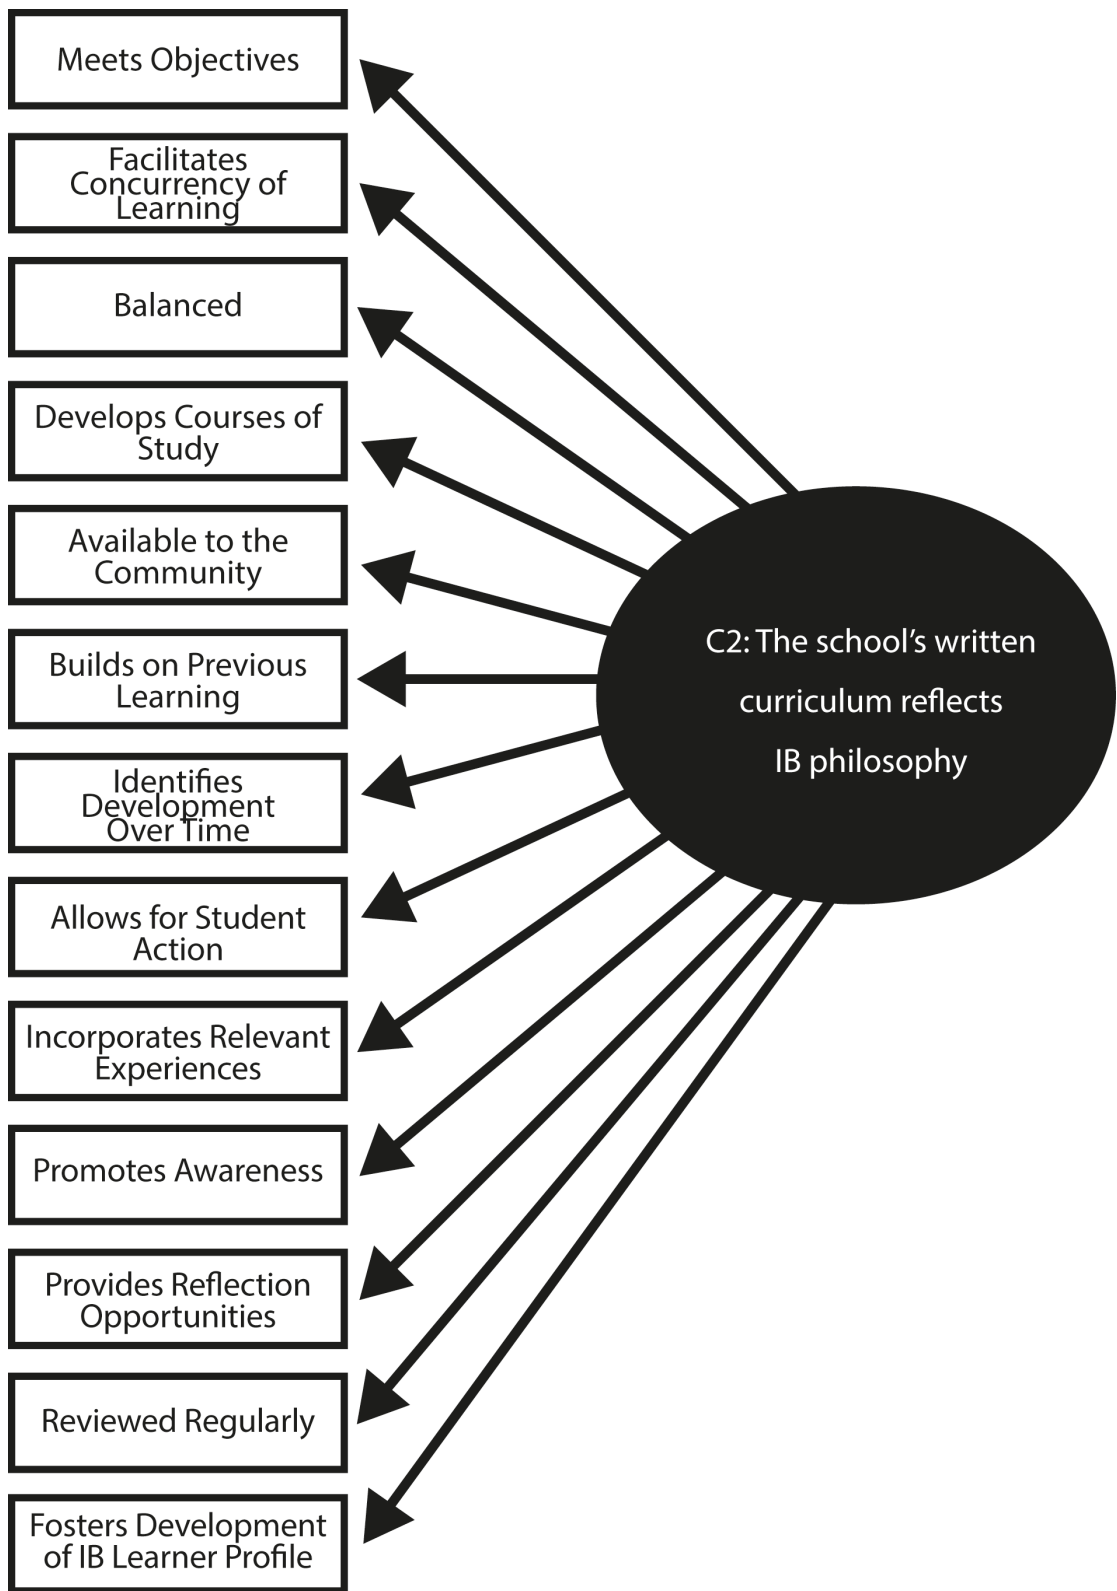 Meets Objectives
Facilitates
Concurrency of
Learning
Balanced
Develops Courses of
Study
Available to the
Community
Builds on Previous
Learning
Identifies
Development
Over Time
Allows for Student
Action
Incorporates Relevant
Experiences
Promotes Awareness
Provides Reflection
Opportunities
Reviewed Regularly
Fosters Development
of IB Learner Profile
C2: The school’s written
curriculum reflects
IB philosophy